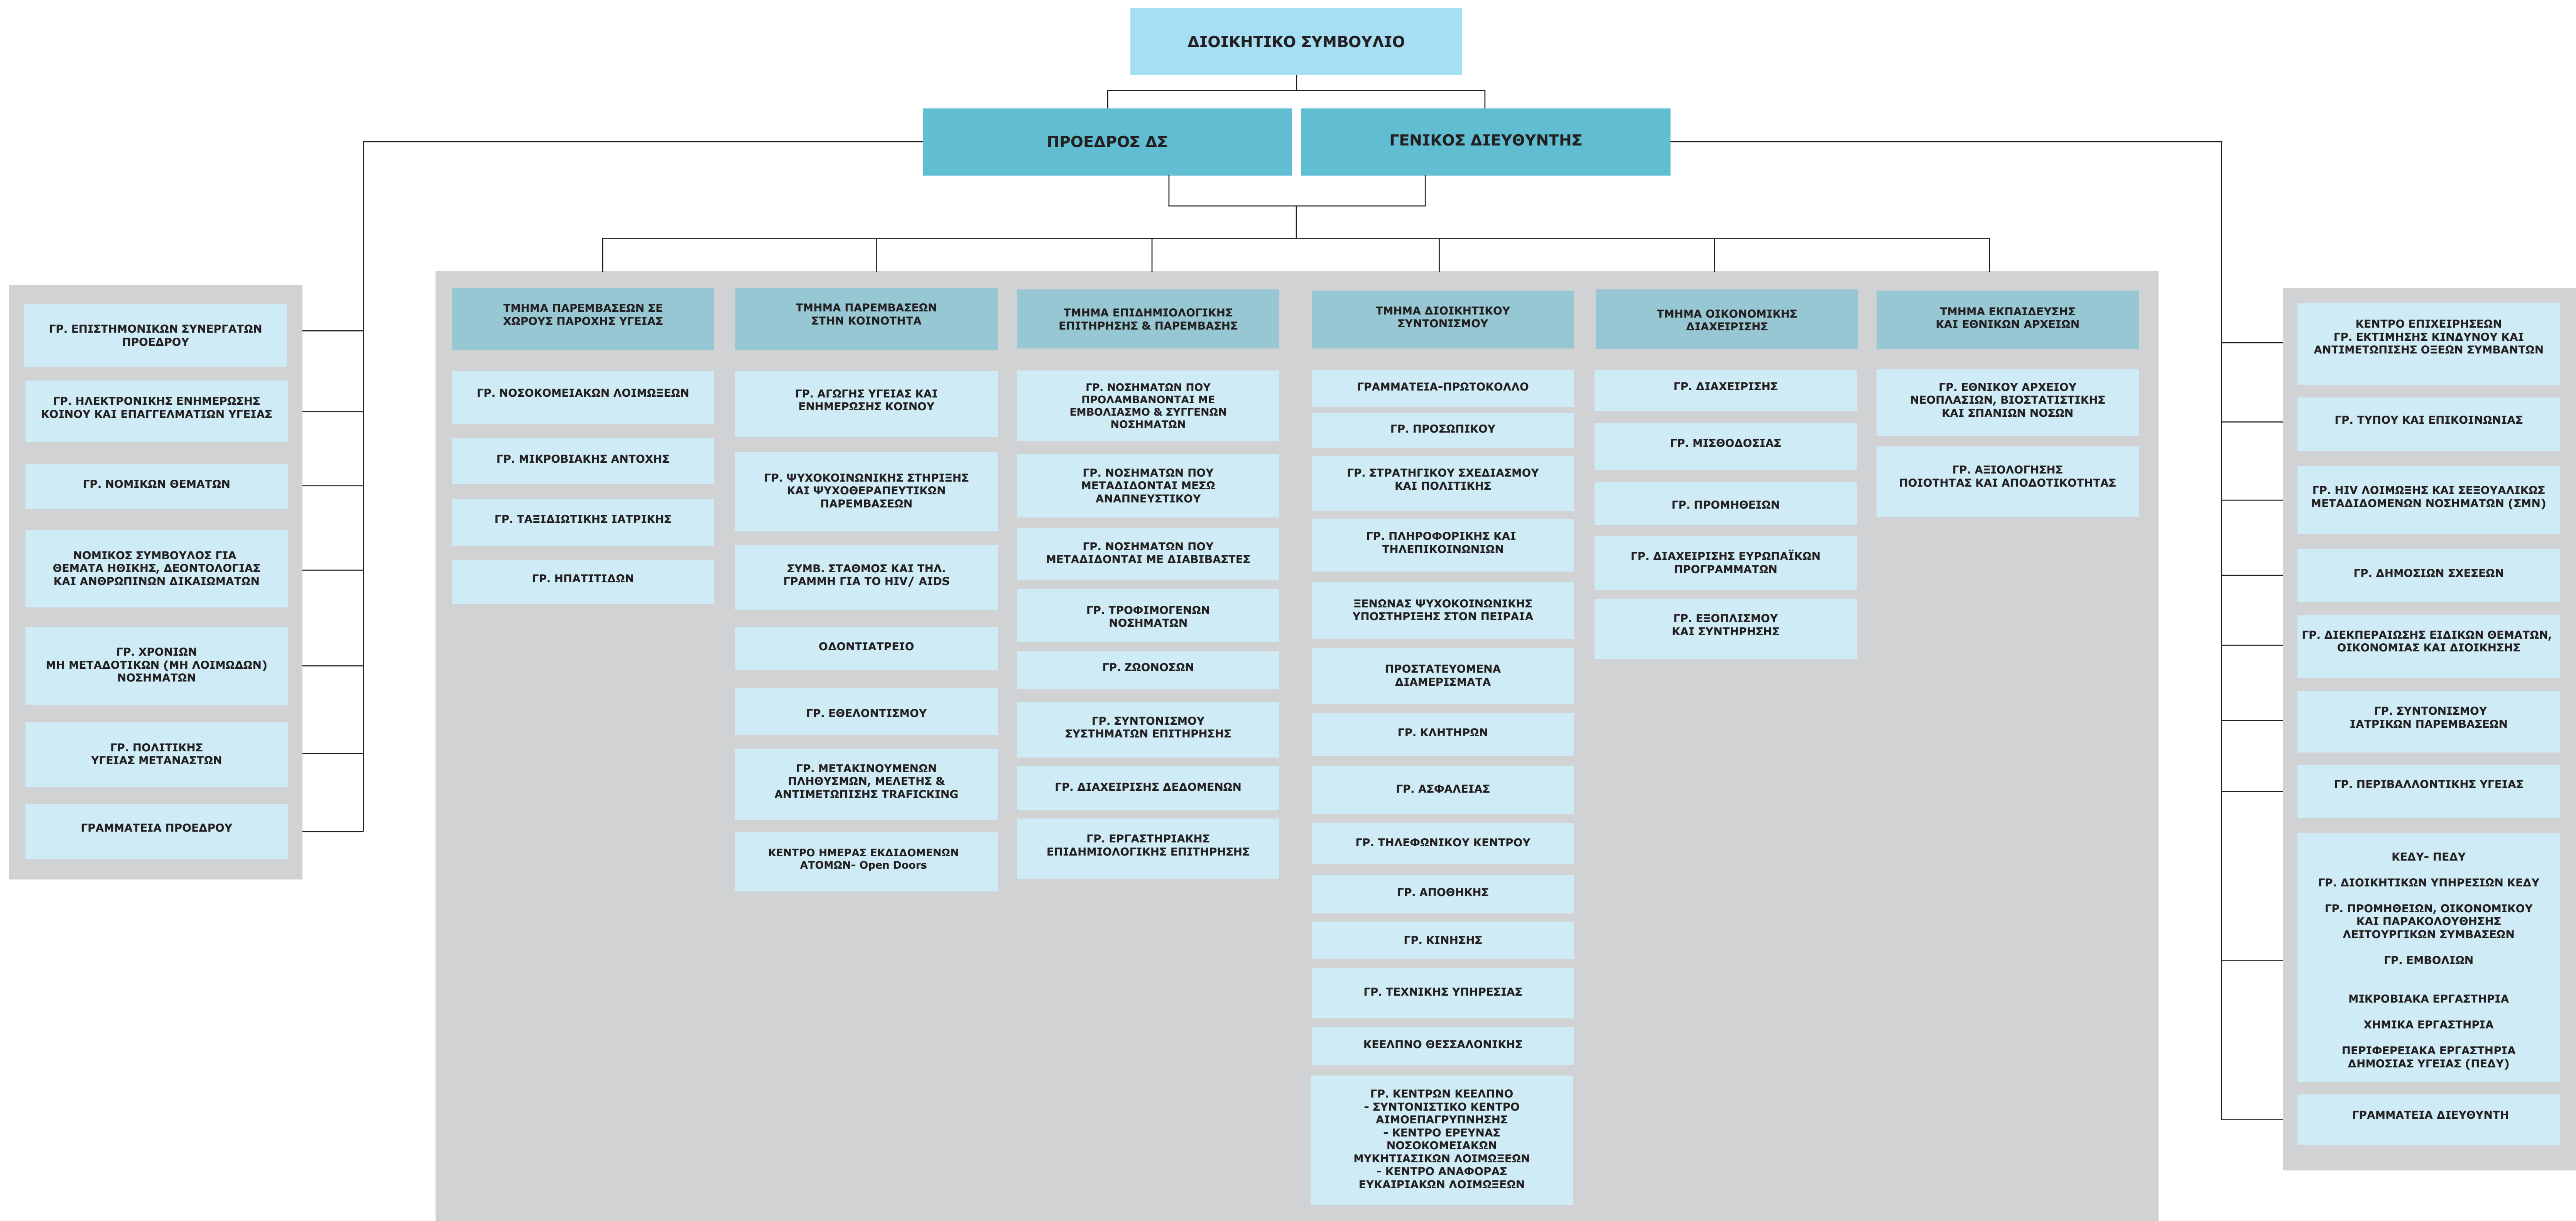 ΔΙΟΙΚΗΤΙΚΟ ΣΥΜΒΟΥΛΙΟ
ΠΡΟΕΔΡΟΣ ΔΣ
ΓΕΝΙΚΟΣ ΔΙΕΥΘΥΝΤΗΣ
ΓΡ. ΕΠΙΣΤΗΜΟΝΙΚΩΝ ΣΥΝΕΡΓΑΤΩΝ
ΠΡΟΕΔΡΟΥ
ΓΡ. ΗΛΕΚΤΡΟΝΙΚΗΣ ΕΝΗΜΕΡΩΣΗΣ
ΚΟΙΝΟΥ ΚΑΙ ΕΠΑΓΓΕΛΜΑΤΙΩΝ ΥΓΕΙΑΣ
ΓΡ. ΝΟΜΙΚΩΝ ΘΕΜΑΤΩΝ
ΝΟΜΙΚΟΣ ΣΥΜΒΟΥΛΟΣ ΓΙΑ
ΘΕΜΑΤΑ ΗΘΙΚΗΣ, ΔΕΟΝΤΟΛΟΓΙΑΣ
ΚΑΙ ΑΝΘΡΩΠΙΝΩΝ ΔΙΚΑΙΩΜΑΤΩΝ
ΓΡ. ΧΡΟΝΙΩΝ
ΜΗ ΜΕΤΑΔΟΤΙΚΩΝ (ΜΗ ΛΟΙΜΩΔΩΝ)
ΝΟΣΗΜΑΤΩΝ
ΓΡ. ΠΟΛΙΤΙΚΗΣ
ΥΓΕΙΑΣ ΜΕΤΑΝΑΣΤΩΝ
ΓΡΑΜΜΑΤΕΙΑ ΠΡΟΕΔΡΟΥ
ΤΜΗΜΑ ΠΑΡΕΜΒΑΣΕΩΝ ΣΕ
ΧΩΡΟΥΣ ΠΑΡΟΧΗΣ ΥΓΕΙΑΣ
ΓΡ. ΝΟΣΟΚΟΜΕΙΑΚΩΝ ΛΟΙΜΩΞΕΩΝ
ΓΡ. ΜΙΚΡΟΒΙΑΚΗΣ ΑΝΤΟΧΗΣ
ΓΡ. ΤΑΞΙΔΙΩΤΙΚΗΣ ΙΑΤΡΙΚΗΣ
ΓΡ. ΗΠΑΤΙΤΙΔΩΝ
ΤΜΗΜΑ ΠΑΡΕΜΒΑΣΕΩΝ
ΣΤΗΝ ΚΟΙΝΟΤΗΤΑ
ΓΡ. ΑΓΩΓΗΣ ΥΓΕΙΑΣ ΚΑΙ
ΕΝΗΜΕΡΩΣΗΣ ΚΟΙΝΟΥ
ΓΡ. ΨΥΧΟΚΟΙΝΩΝΙΚΗΣ ΣΤΗΡΙΞΗΣ
ΚΑΙ ΨΥΧΟΘΕΡΑΠΕΥΤΙΚΩΝ
ΠΑΡΕΜΒΑΣΕΩΝ
ΣΥΜΒ. ΣΤΑΘΜΟΣ ΚΑΙ ΤΗΛ.
ΓΡΑΜΜΗ ΓΙΑ ΤΟ HIV/ AIDS
ΟΔΟΝΤΙΑΤΡΕΙΟ
ΓΡ. ΕΘΕΛΟΝΤΙΣΜΟΥ
ΓΡ. ΜΕΤΑΚΙΝΟΥΜΕΝΩΝ
ΠΛΗΘΥΣΜΩΝ, ΜΕΛΕΤΗΣ &
ΑΝΤΙΜΕΤΩΠΙΣΗΣ TRAFICKING
ΚΕΝΤΡΟ ΗΜΕΡΑΣ ΕΚΔΙΔΟΜΕΝΩΝ
ΑΤΟΜΩΝ- Open Doors
ΤΜΗΜΑ ΕΠΙΔΗΜΙΟΛΟΓΙΚΗΣ
ΕΠΙΤΗΡΗΣΗΣ & ΠΑΡΕΜΒΑΣΗΣ
ΓΡ. ΝΟΣΗΜΑΤΩΝ ΠΟΥ
ΠΡΟΛΑΜΒΑΝΟΝΤΑΙ ΜΕ
ΕΜΒΟΛΙΑΣΜΟ & ΣΥΓΓΕΝΩΝ
ΝΟΣΗΜΑΤΩΝ
ΓΡ. ΝΟΣΗΜΑΤΩΝ ΠΟΥ
ΜΕΤΑΔΙΔΟΝΤΑΙ ΜΕΣΩ
ΑΝΑΠΝΕΥΣΤΙΚΟΥ
ΓΡ. ΝΟΣΗΜΑΤΩΝ ΠΟΥ
ΜΕΤΑΔΙΔΟΝΤΑΙ ΜΕ ΔΙΑΒΙΒΑΣΤΕΣ
ΓΡ. ΤΡΟΦΙΜΟΓΕΝΩΝ
ΝΟΣΗΜΑΤΩΝ
ΓΡ. ΖΩΟΝΟΣΩΝ
ΓΡ. ΣΥΝΤΟΝΙΣΜΟΥ
ΣΥΣΤΗΜΑΤΩΝ ΕΠΙΤΗΡΗΣΗΣ
ΓΡ. ΔΙΑΧΕΙΡΙΣΗΣ ΔΕΔΟΜΕΝΩΝ
ΓΡ. ΕΡΓΑΣΤΗΡΙΑΚΗΣ
ΕΠΙΔΗΜΙΟΛΟΓΙΚΗΣ ΕΠΙΤΗΡΗΣΗΣ
ΤΜΗΜΑ ΔΙΟΙΚΗΤΙΚΟΥ
ΣΥΝΤΟΝΙΣΜΟΥ
ΓΡΑΜΜΑΤΕΙΑ-ΠΡΩΤΟΚΟΛΛΟ
ΓΡ. ΠΡΟΣΩΠΙΚΟΥ
ΓΡ. ΣΤΡΑΤΗΓΙΚΟΥ ΣΧΕΔΙΑΣΜΟΥ
ΚΑΙ ΠΟΛΙΤΙΚΗΣ
ΓΡ. ΠΛΗΡΟΦΟΡΙΚΗΣ ΚΑΙ
ΤΗΛΕΠΙΚΟΙΝΩΝΙΩΝ
ΞΕΝΩΝΑΣ ΨΥΧΟΚΟΙΝΩΝΙΚΗΣ
ΥΠΟΣΤΗΡΙΞΗΣ ΣΤΟΝ ΠΕΙΡΑΙΑ
ΠΡΟΣΤΑΤΕΥΟΜΕΝΑ
ΔΙΑΜΕΡΙΣΜΑΤΑ
ΓΡ. ΚΛΗΤΗΡΩΝ
ΓΡ. ΑΣΦΑΛΕΙΑΣ
ΓΡ. ΤΗΛΕΦΩΝΙΚΟΥ ΚΕΝΤΡΟΥ
ΓΡ. ΑΠΟΘΗΚΗΣ
ΓΡ. ΚΙΝΗΣΗΣ
ΓΡ. ΤΕΧΝΙΚΗΣ ΥΠΗΡΕΣΙΑΣ
ΚΕΕΛΠΝΟ ΘΕΣΣΑΛΟΝΙΚΗΣ
ΓΡ. ΚΕΝΤΡΩΝ ΚΕΕΛΠΝΟ
- ΣΥΝΤΟΝΙΣΤΙΚΟ ΚΕΝΤΡΟ
ΑΙΜΟΕΠΑΓΡΥΠΝΗΣΗΣ
- ΚΕΝΤΡΟ ΕΡΕΥΝΑΣ
ΝΟΣΟΚΟΜΕΙΑΚΩΝ
ΜΥΚΗΤΙΑΣΙΚΩΝ ΛΟΙΜΩΞΕΩΝ
- ΚΕΝΤΡΟ ΑΝΑΦΟΡΑΣ
ΕΥΚΑΙΡΙΑΚΩΝ ΛΟΙΜΩΞΕΩΝ
ΤΜΗΜΑ ΟΙΚΟΝΟΜΙΚΗΣ
ΔΙΑΧΕΙΡΙΣΗΣ
ΓΡ. ΔΙΑΧΕΙΡΙΣΗΣ
ΓΡ. ΜΙΣΘΟΔΟΣΙΑΣ
ΓΡ. ΠΡΟΜΗΘΕΙΩΝ
ΓΡ. ΔΙΑΧΕΙΡΙΣΗΣ ΕΥΡΩΠΑΪΚΩΝ
ΠΡΟΓΡΑΜΜΑΤΩΝ
ΓΡ. ΕΞΟΠΛΙΣΜΟΥ
ΚΑΙ ΣΥΝΤΗΡΗΣΗΣ
ΤΜΗΜΑ ΕΚΠΑΙΔΕΥΣΗΣ
ΚΑΙ ΕΘΝΙΚΩΝ ΑΡΧΕΙΩΝ
ΓΡ. ΕΘΝΙΚΟΥ ΑΡΧΕΙΟΥ
ΝΕΟΠΛΑΣΙΩΝ, ΒΙΟΣΤΑΤΙΣΤΙΚΗΣ
ΚΑΙ ΣΠΑΝΙΩΝ ΝΟΣΩΝ
ΓΡ. ΑΞΙΟΛΟΓΗΣΗΣ
ΠΟΙΟΤΗΤΑΣ ΚΑΙ ΑΠΟΔΟΤΙΚΟΤΗΤΑΣ
ΚΕΝΤΡΟ ΕΠΙΧΕΙΡΗΣΕΩΝ
ΓΡ. ΕΚΤΙΜΗΣΗΣ ΚΙΝΔΥΝΟΥ ΚΑΙ
ΑΝΤΙΜΕΤΩΠΙΣΗΣ ΟΞΕΩΝ ΣΥΜΒΑΝΤΩΝ
ΓΡ. ΤΥΠΟΥ ΚΑΙ ΕΠΙΚΟΙΝΩΝΙΑΣ
ΓΡ. HIV ΛΟΙΜΩΞΗΣ ΚΑΙ ΣΕΞΟΥΑΛΙΚΩΣ
ΜΕΤΑΔΙΔΟΜΕΝΩΝ ΝΟΣΗΜΑΤΩΝ (ΣΜΝ)
ΓΡ. ΔΗΜΟΣΙΩΝ ΣΧΕΣΕΩΝ
ΓΡ. ΔΙΕΚΠΕΡΑΙΩΣΗΣ ΕΙΔΙΚΩΝ ΘΕΜΑΤΩΝ,
ΟΙΚΟΝΟΜΙΑΣ ΚΑΙ ΔΙΟΙΚΗΣΗΣ
ΓΡ. ΣΥΝΤΟΝΙΣΜΟΥ
ΙΑΤΡΙΚΩΝ ΠΑΡΕΜΒΑΣΕΩΝ
ΓΡ. ΠΕΡΙΒΑΛΛΟΝΤΙΚΗΣ ΥΓΕΙΑΣ
ΚΕΔΥ- ΠΕΔΥ
ΓΡ. ΔΙΟΙΚΗΤΙΚΩΝ ΥΠΗΡΕΣΙΩΝ ΚΕΔΥ
ΓΡ. ΠΡΟΜΗΘΕΙΩΝ, ΟΙΚΟΝΟΜΙΚΟΥ
ΚΑΙ ΠΑΡΑΚΟΛΟΥΘΗΣΗΣ
ΛΕΙΤΟΥΡΓΙΚΩΝ ΣΥΜΒΑΣΕΩΝ
ΓΡ. ΕΜΒΟΛΙΩΝ
ΜΙΚΡΟΒΙΑΚΑ ΕΡΓΑΣΤΗΡΙΑ
ΧΗΜΙΚΑ ΕΡΓΑΣΤΗΡΙΑ
ΠΕΡΙΦΕΡΕΙΑΚΑ ΕΡΓΑΣΤΗΡΙΑ
ΔΗΜΟΣΙΑΣ ΥΓΕΙΑΣ (ΠΕΔΥ)
ΓΡΑΜΜΑΤΕΙΑ ΔΙΕΥΘΥΝΤΗ